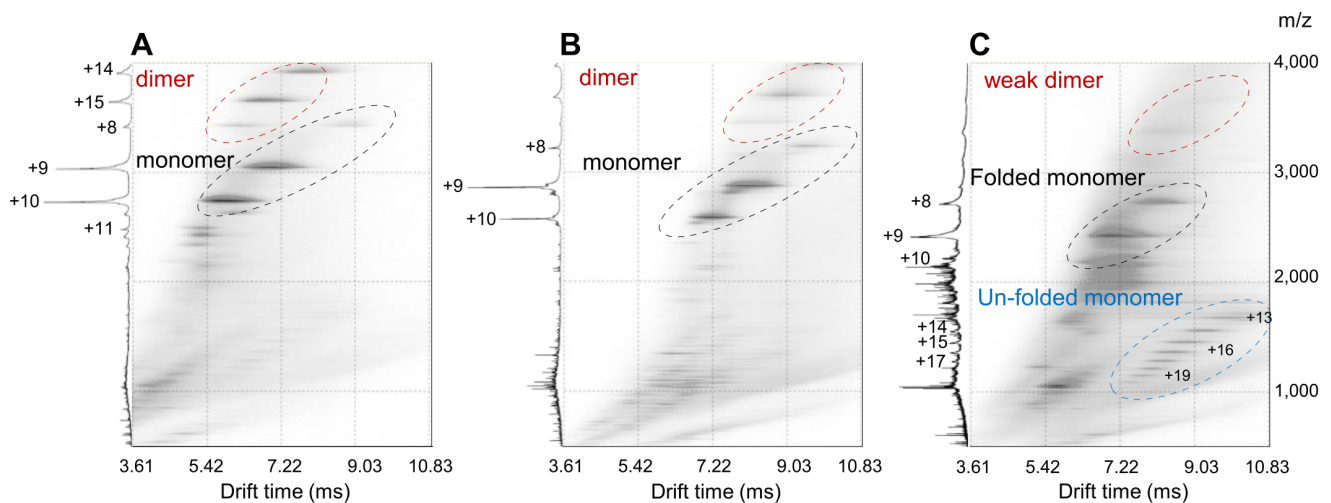 A
B
C
m/z
+14
+15
+8
+9
+10
+11
dimer
monomer
3.61 5.42 7.22 9.03 10.83
Drift time (ms)
+8
+9
+10
dimer
monomer
3.61 5.42 7.22 9.03 10.83
Drift time (ms)
+8
+9
+10
+14
+15
+17
weak dimer
Folded monomer
Un-folded monomer
+13
+16
+19
4,000
3,000
2,000
1,000
3.61 5.42 7.22 9.03 10.83
Drift time (ms)